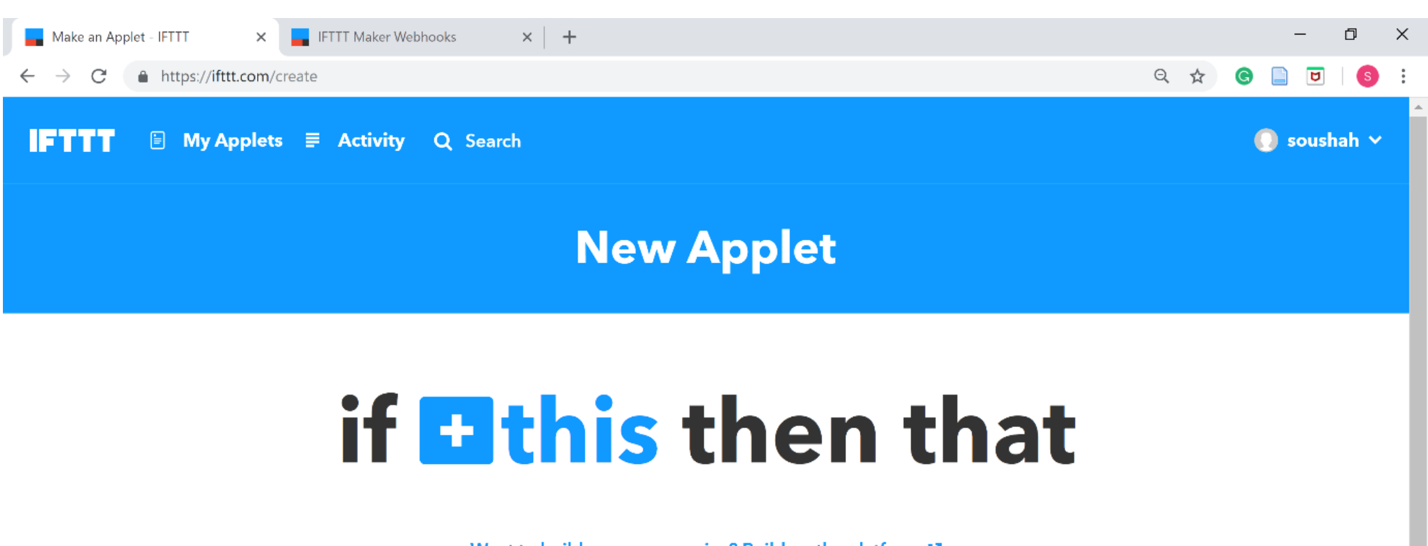 Make an Applet - IFTTT
IFTTT Maker Webhooks
https://ifttt.com/create
IFTTT My Applets Activity Search soushah
New Applet
if this then that